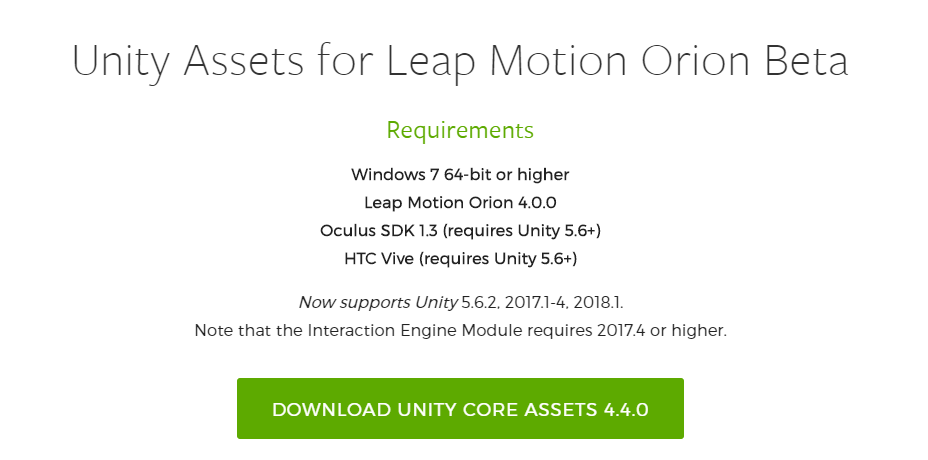 Unity Assets for Leap Motion Orion Beta
Requirements
Windows 7 64-bit or higher
Leap Motion Orion 4.0.0
Oculus SDK 1.3 (requires Unity 5.6+)
HTC Vive (requires Unity 5.6+)
Now supports Unity 5.6.2, 2017.1-4, 2018.1.
Note that the Interaction Engine Module requires 2017.4 or higher.
DOWNLOAD UNITY CORE ASSETS 4.4.0